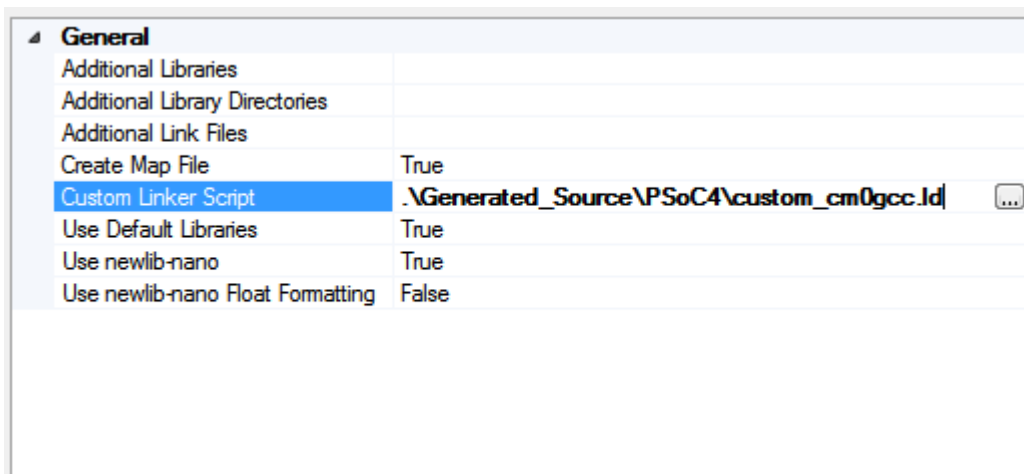 General
Additional Libraries
Additional Library Directories
Additional Link Files
Create Map File True
Custom Linker Script .\Generated_Source\PSoC4\custom_cm0gcc.ld ...
Use Default Libraries True
Use newlib-nano True
Use newlib-nano Float Formatting False